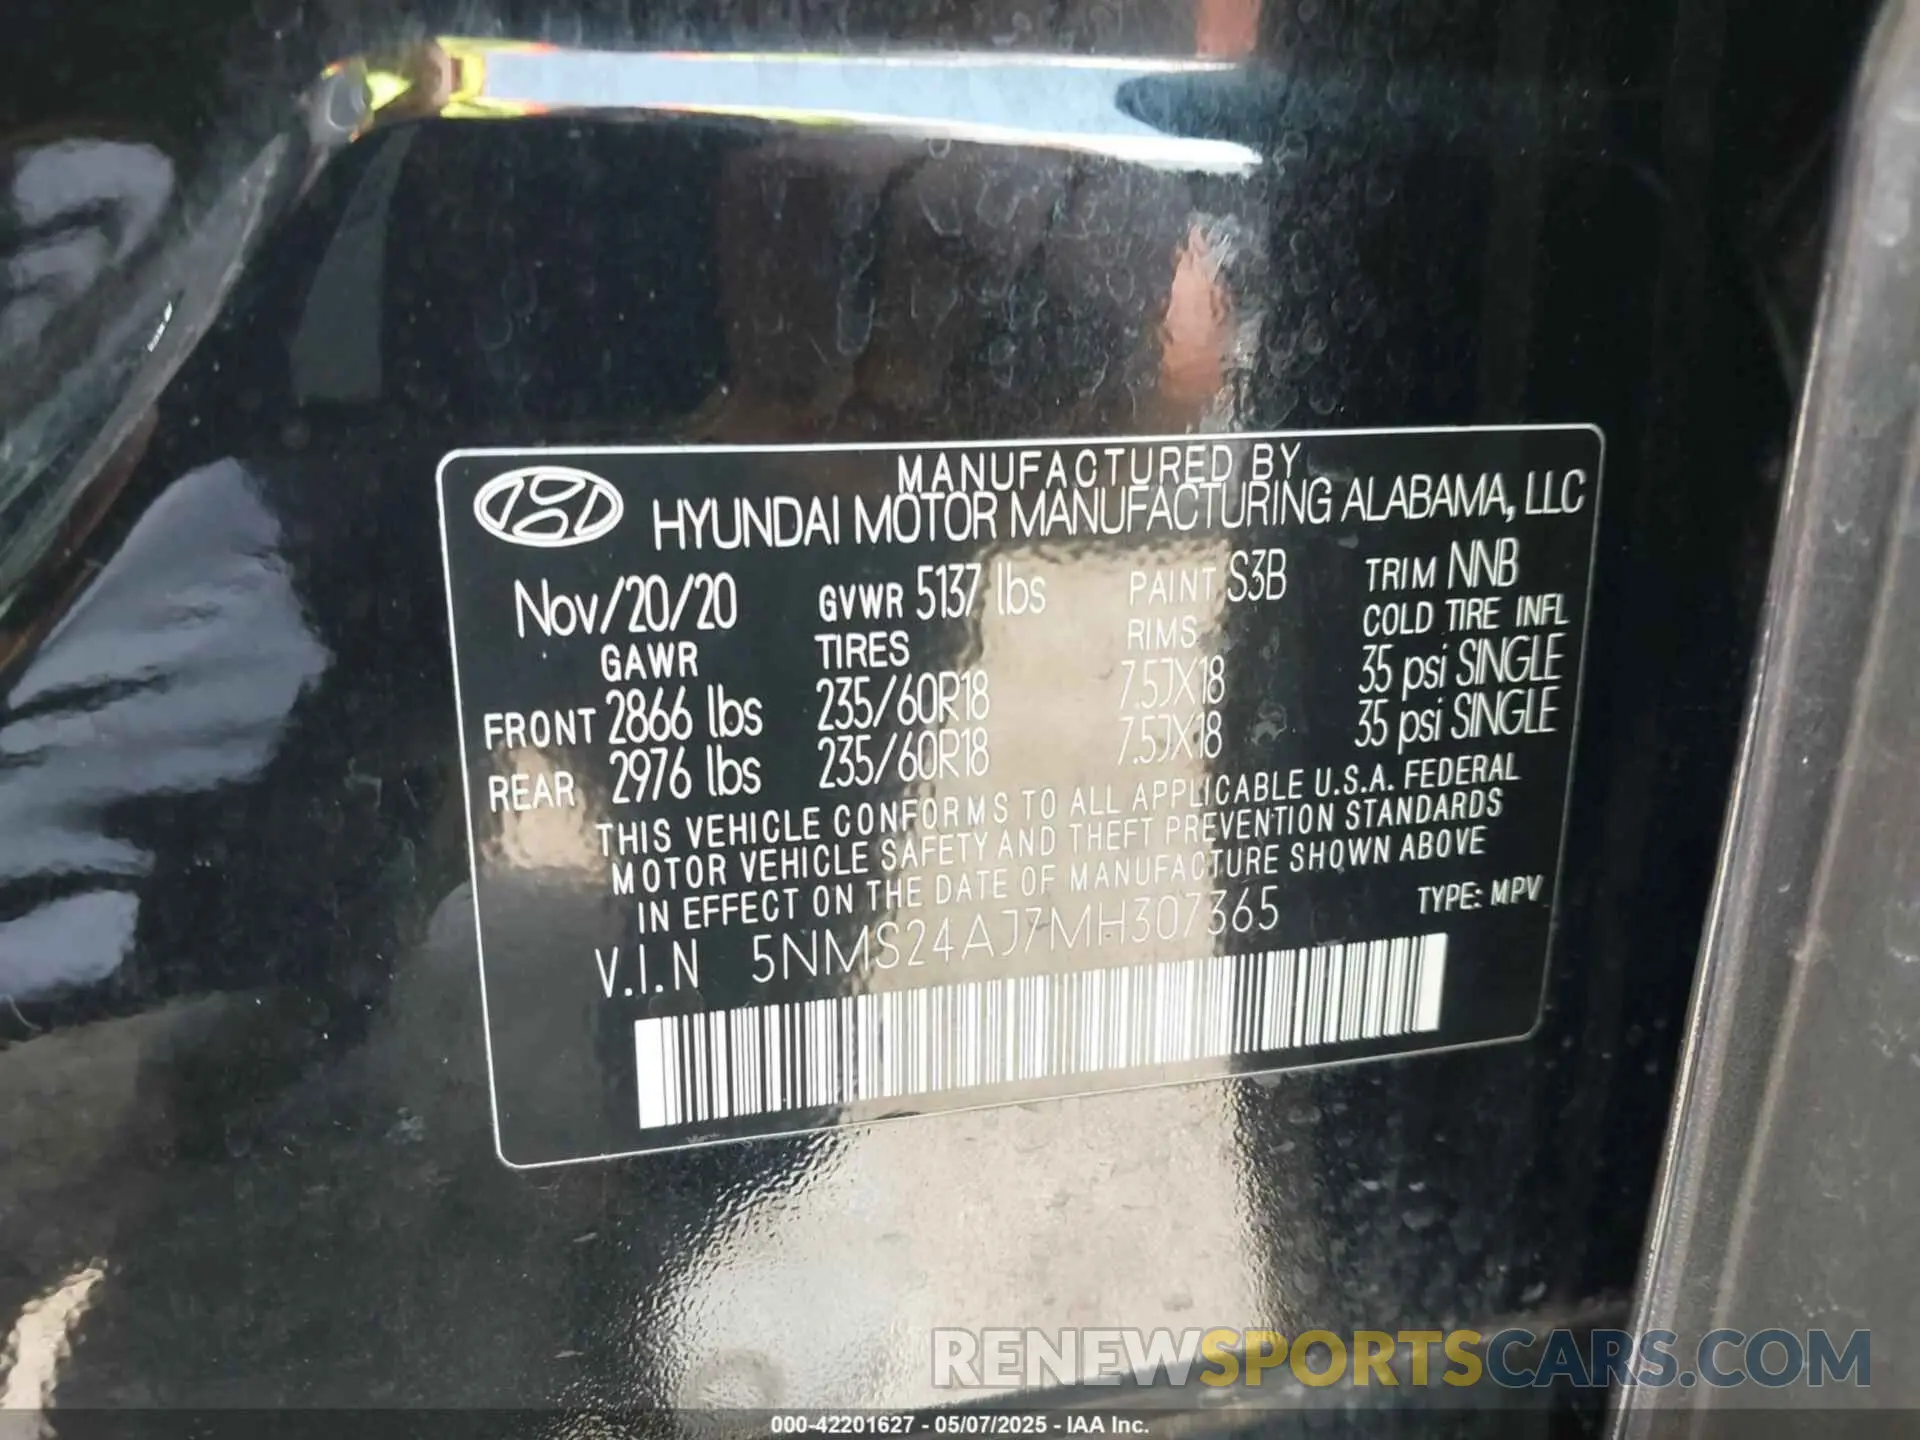 MANUFACTURED BY
HYUNDAI MOTOR MANUFACTURING ALABAMA, LLC
Nov/20/20 GVWR 5137 lbs PAINT S3B TRIM NNB
GAWR TIRES RIMS COLD TIRE INFL
FRONT 2866 lbs 235/60R18 7.5JX18 35 psi SINGLE
REAR 2976 lbs 235/60R18 7.5JX18 35 psi SINGLE
THIS VEHICLE CONFORMS TO ALL APPLICABLE U.S.A. FEDERAL
MOTOR VEHICLE SAFETY AND THEFT PREVENTION STANDARDS
IN EFFECT ON THE DATE OF MANUFACTURE SHOWN ABOVE
V.I.N 5NMS24AJ7MH307365 TYPE: MPV
RENEWSPORTSCARS.COM
000-42201627 - 05/07/2025 - IAA Inc.